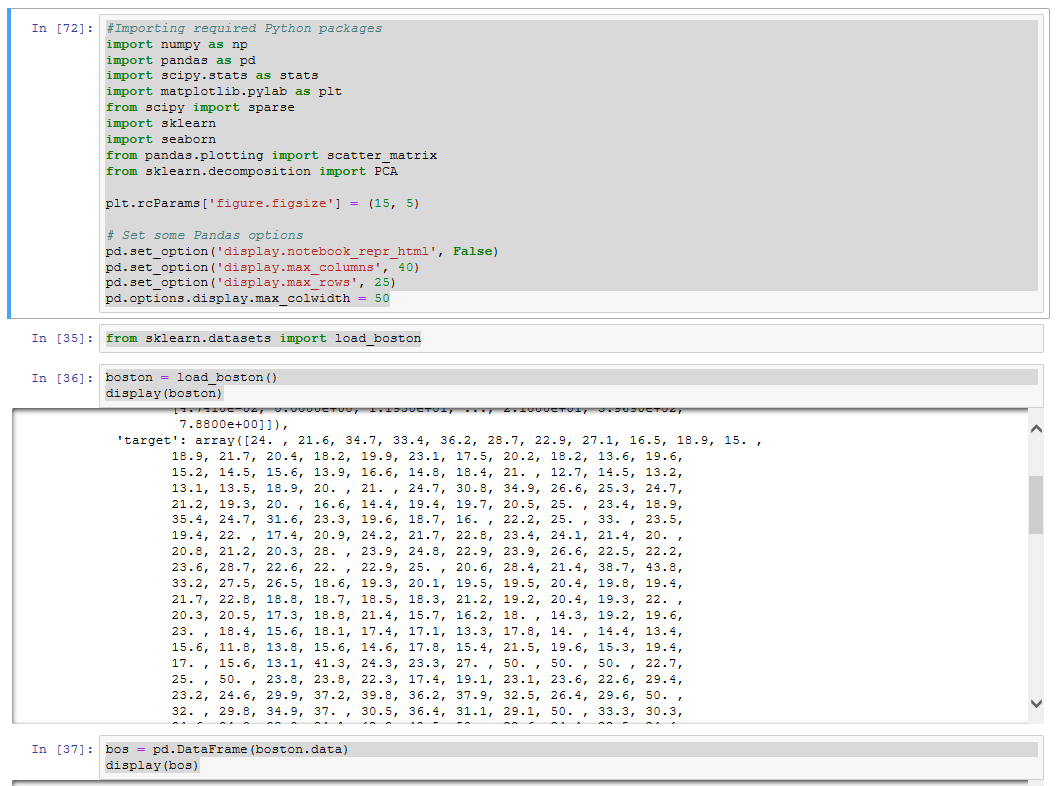 In [72]: #Importing required Python packages
import numpy as np
import pandas as pd
import scipy.stats as stats
import matplotlib.pylab as plt
from scipy import sparse
import sklearn
import seaborn
from pandas.plotting import scatter_matrix
from sklearn.decomposition import PCA
plt.rcParams['figure.figsize'] = (15, 5)
# Set some Pandas options
pd.set_option('display.notebook_repr_html', False)
pd.set_option('display.max_columns', 40)
pd.set_option('display.max_rows', 25)
pd.options.display.max_colwidth = 50
In [35]: from sklearn.datasets import load_boston
In [36]: boston = load_boston()
display(boston)
[4.7410e-02, 0.0000e+00, 1.1930e+01, ..., 2.1000e+01, 3.9690e+02,
7.8800e+00]]),
'target': array([24. , 21.6, 34.7, 33.4, 36.2, 28.7, 22.9, 27.1, 16.5, 18.9, 15. ,
18.9, 21.7, 20.4, 18.2, 19.9, 23.1, 17.5, 20.2, 18.2, 13.6, 19.6,
15.2, 14.5, 15.6, 13.9, 16.6, 14.8, 18.4, 21. , 12.7, 14.5, 13.2,
13.1, 13.5, 18.9, 20. , 21. , 24.7, 30.8, 34.9, 26.6, 25.3, 24.7,
21.2, 19.3, 20. , 16.6, 14.4, 19.4, 19.7, 20.5, 25. , 23.4, 18.9,
35.4, 24.7, 31.6, 23.3, 19.6, 18.7, 16. , 22.2, 25. , 33. , 23.5,
19.4, 22. , 17.4, 20.9, 24.2, 21.7, 22.8, 23.4, 24.1, 21.4, 20. ,
20.8, 21.2, 20.3, 28. , 23.9, 24.8, 22.9, 23.9, 26.6, 22.5, 22.2,
23.6, 28.7, 22.6, 22. , 22.9, 25. , 20.6, 28.4, 21.4, 38.7, 43.8,
33.2, 27.5, 26.5, 18.6, 19.3, 20.1, 19.5, 19.5, 20.4, 19.8, 19.4,
21.7, 22.8, 18.8, 18.7, 18.5, 18.3, 21.2, 19.2, 20.4, 19.3, 22. ,
20.3, 20.5, 17.3, 18.8, 21.4, 15.7, 16.2, 18. , 14.3, 19.2, 19.6,
23. , 18.4, 15.6, 18.1, 17.4, 17.1, 13.3, 17.8, 14. , 14.4, 13.4,
15.6, 11.8, 13.8, 15.6, 14.6, 17.8, 15.4, 21.5, 19.6, 15.3, 19.4,
17. , 15.6, 13.1, 41.3, 24.3, 23.3, 27. , 50. , 50. , 50. , 22.7,
25. , 50. , 23.8, 23.8, 22.3, 17.4, 19.1, 23.1, 23.6, 22.6, 29.4,
23.2, 24.6, 29.9, 37.2, 39.8, 36.2, 37.9, 32.5, 26.4, 29.6, 50. ,
32. , 29.8, 34.9, 37. , 30.5, 36.4, 31.1, 29.1, 50. , 33.3, 30.3,
In [37]: bos = pd.DataFrame(boston.data)
display(bos)